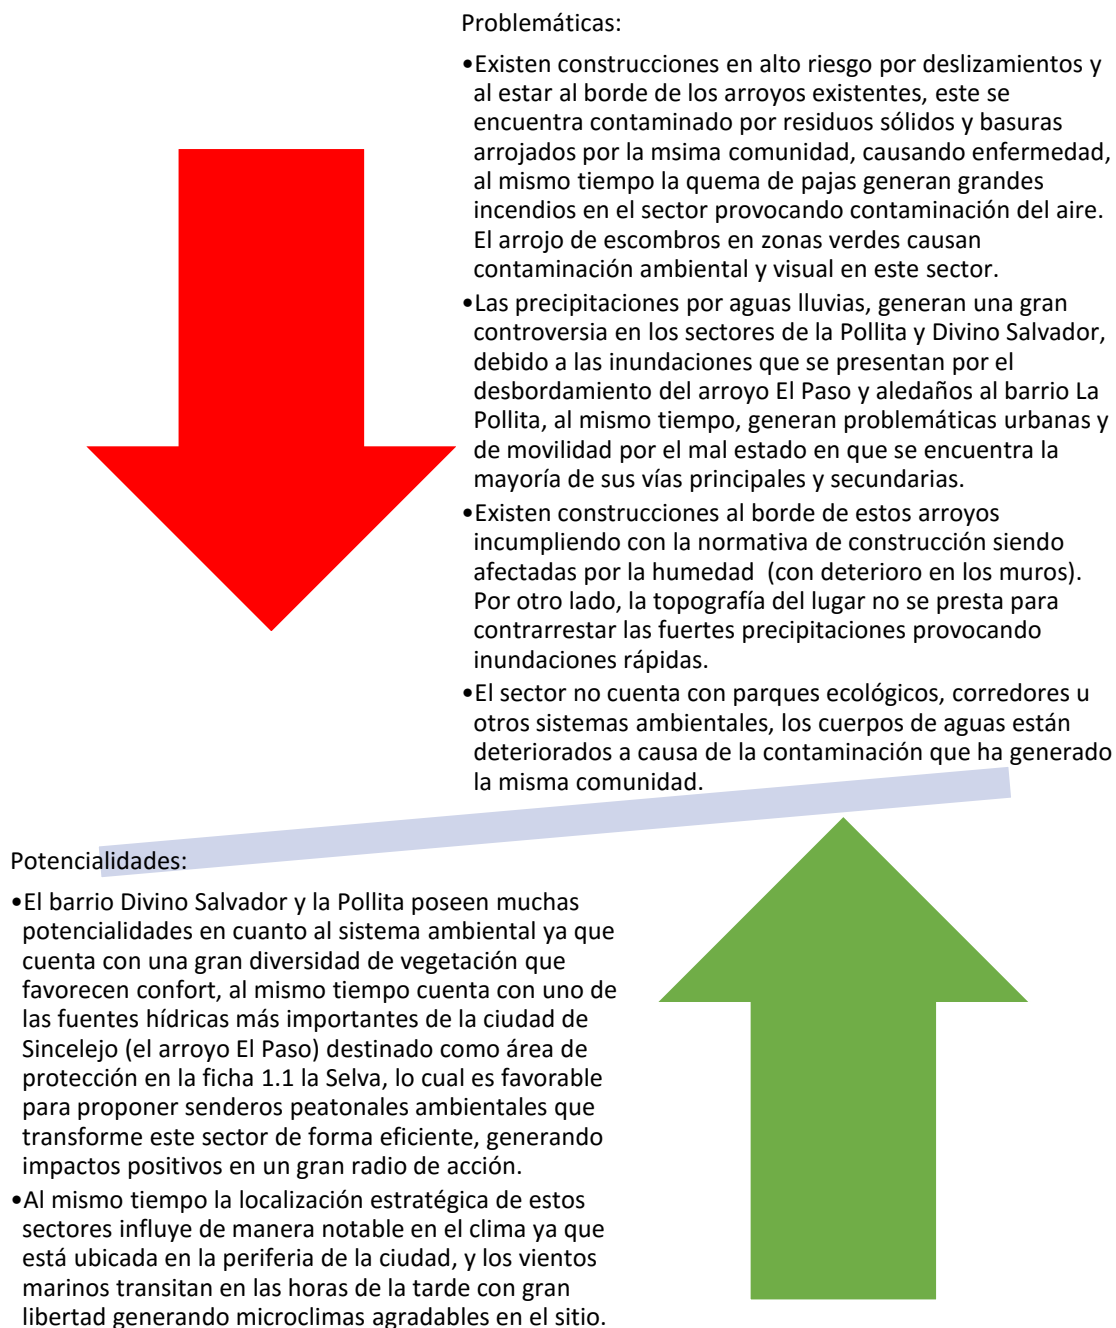 Problemáticas:
•Existen construcciones en alto riesgo por deslizamientos y
al estar al borde de los arroyos existentes, este se
encuentra contaminado por residuos sólidos y basuras
arrojados por la msima comunidad, causando enfermedad,
al mismo tiempo la quema de pajas generan grandes
incendios en el sector provocando contaminación del aire.
El arrojo de escombros en zonas verdes causan
contaminación ambiental y visual en este sector.
•Las precipitaciones por aguas lluvias, generan una gran
controversia en los sectores de la Pollita y Divino Salvador,
debido a las inundaciones que se presentan por el
desbordamiento del arroyo El Paso y aledaños al barrio La
Pollita, al mismo tiempo, generan problemáticas urbanas y
de movilidad por el mal estado en que se encuentra la
mayoría de sus vías principales y secundarias.
•Existen construcciones al borde de estos arroyos
incumpliendo con la normativa de construcción siendo
afectadas por la humedad  (con deterioro en los muros).
Por otro lado, la topografía del lugar no se presta para
contrarrestar las fuertes precipitaciones provocando
inundaciones rápidas.
•El sector no cuenta con parques ecológicos, corredores u
otros sistemas ambientales, los cuerpos de aguas están
deteriorados a causa de la contaminación que ha generado
la misma comunidad.
Potencialidades:
•El barrio Divino Salvador y la Pollita poseen muchas
potencialidades en cuanto al sistema ambiental ya que
cuenta con una gran diversidad de vegetación que
favorecen confort, al mismo tiempo cuenta con uno de
las fuentes hídricas más importantes de la ciudad de
Sincelejo (el arroyo El Paso) destinado como área de
protección en la ficha 1.1 la Selva, lo cual es favorable
para proponer senderos peatonales ambientales que
transforme este sector de forma eficiente, generando
impactos positivos en un gran radio de acción.
•Al mismo tiempo la localización estratégica de estos
sectores influye de manera notable en el clima ya que
está ubicada en la periferia de la ciudad, y los vientos
marinos transitan en las horas de la tarde con gran
libertad generando microclimas agradables en el sitio.